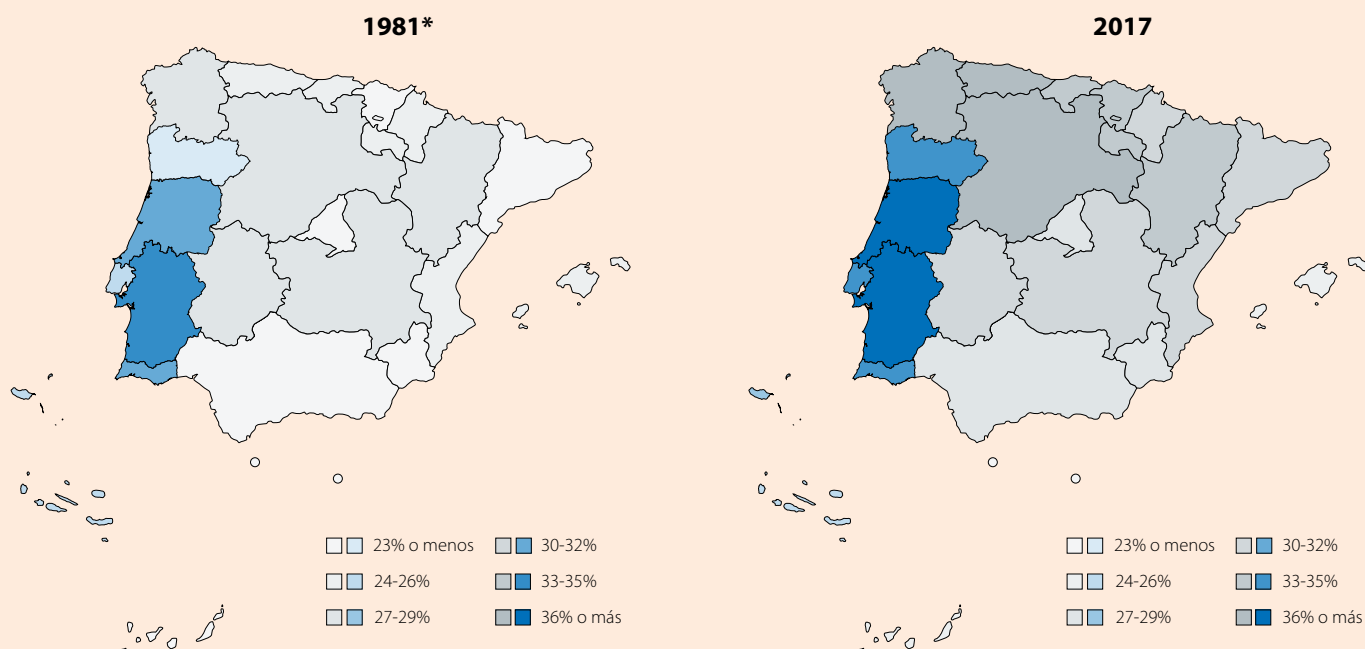 1981*
2017
23% o menos
30-32%
24-26%
33-35%
27-29%
36% o más
23% o menos
30-32%
24-26%
33-35%
27-29%
36% o más